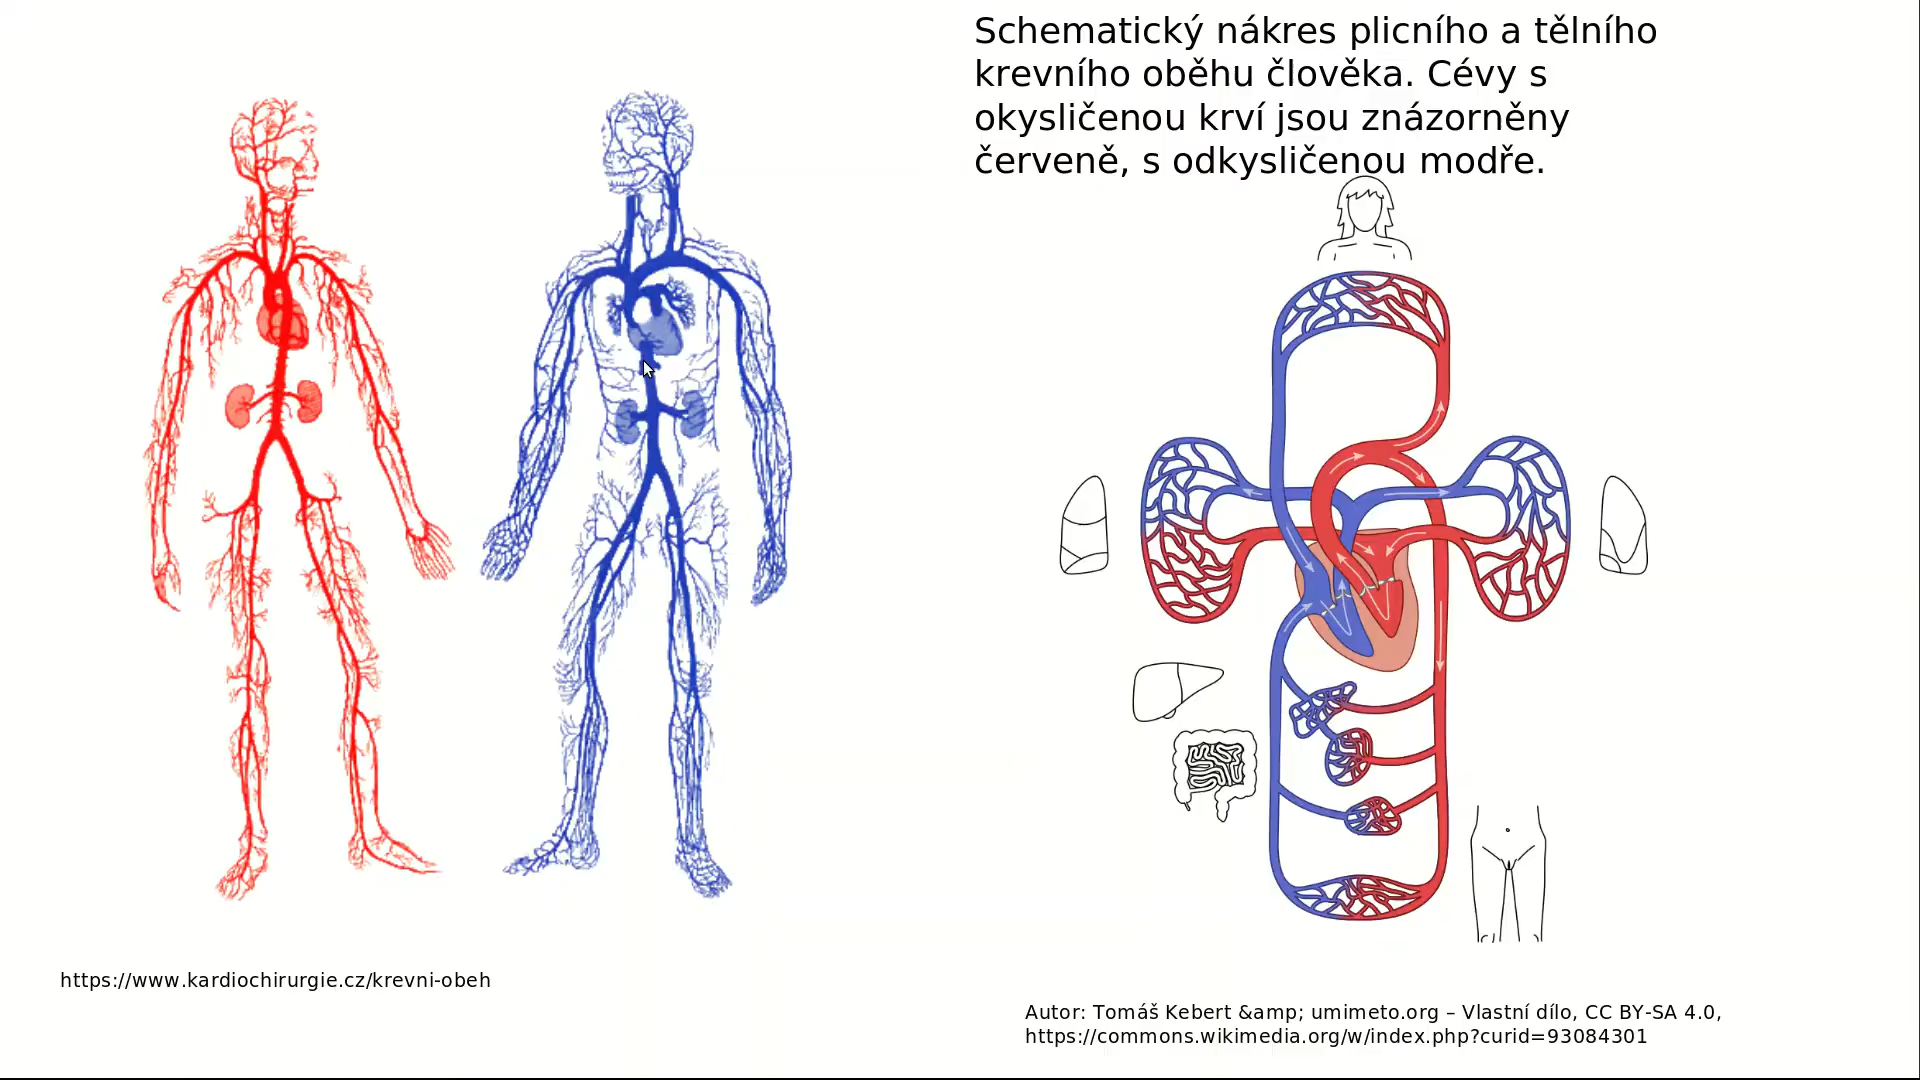 Schematický nákres plicního a tělního
krevního oběhu člověka. Cévy s
okysličenou krví jsou znázorněny
červeně, s odkysličenou modře.
https://www.kardiochirurgie.cz/krevni-obeh
Autor: Tomáš Kebert &amp; umimeto.org – Vlastní dílo, CC BY-SA 4.0,
https://commons.wikimedia.org/w/index.php?curid=93084301